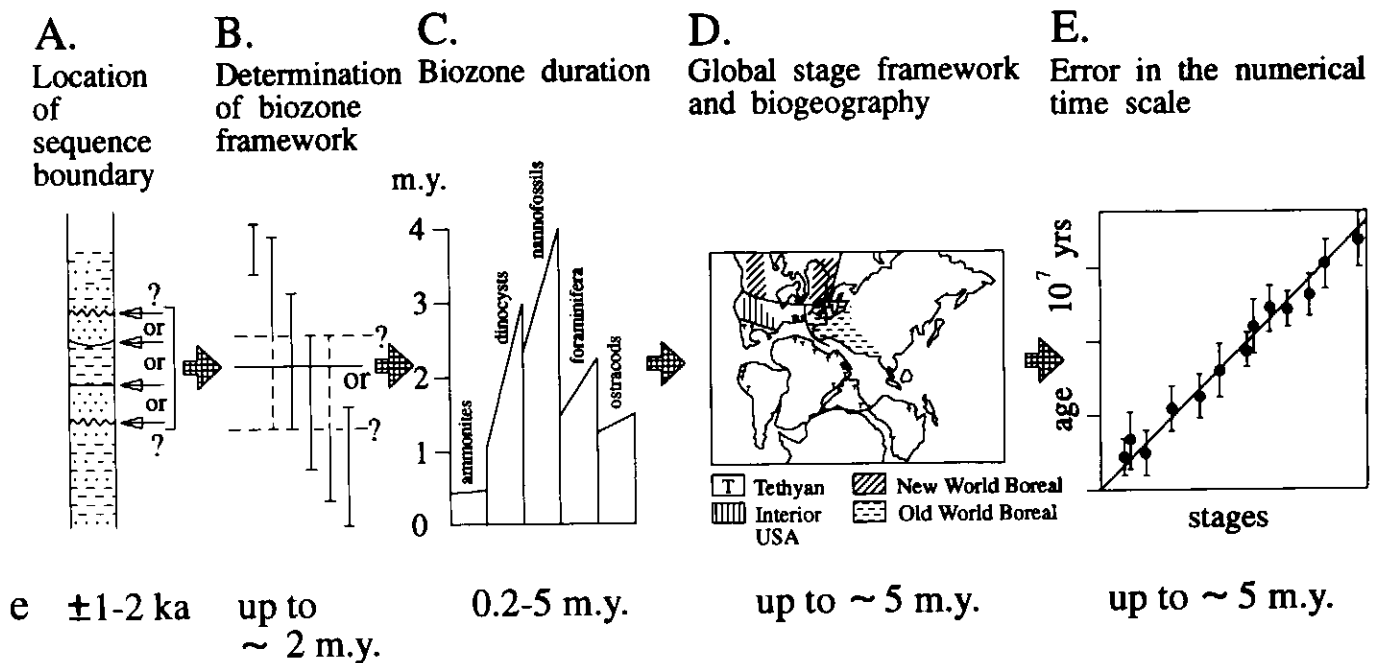 A.
Location
of
sequence
boundary
?
or
or
or
?
B.
Determination
of biozone
framework
?
or
?
C.
Biozone duration
m.y.
4
3
2
1
0
ammonites
dinocysts
nannofossils
foraminifera
ostracods
D.
Global stage framework
and biogeography
T Tethyan
New World Boreal
Interior
USA
Old World Boreal
E.
Error in the numerical
time scale
age 10⁷ yrs
stages
e ±1-2 ka
up to
~ 2 m.y.
0.2-5 m.y.
up to ~ 5 m.y.
up to ~ 5 m.y.